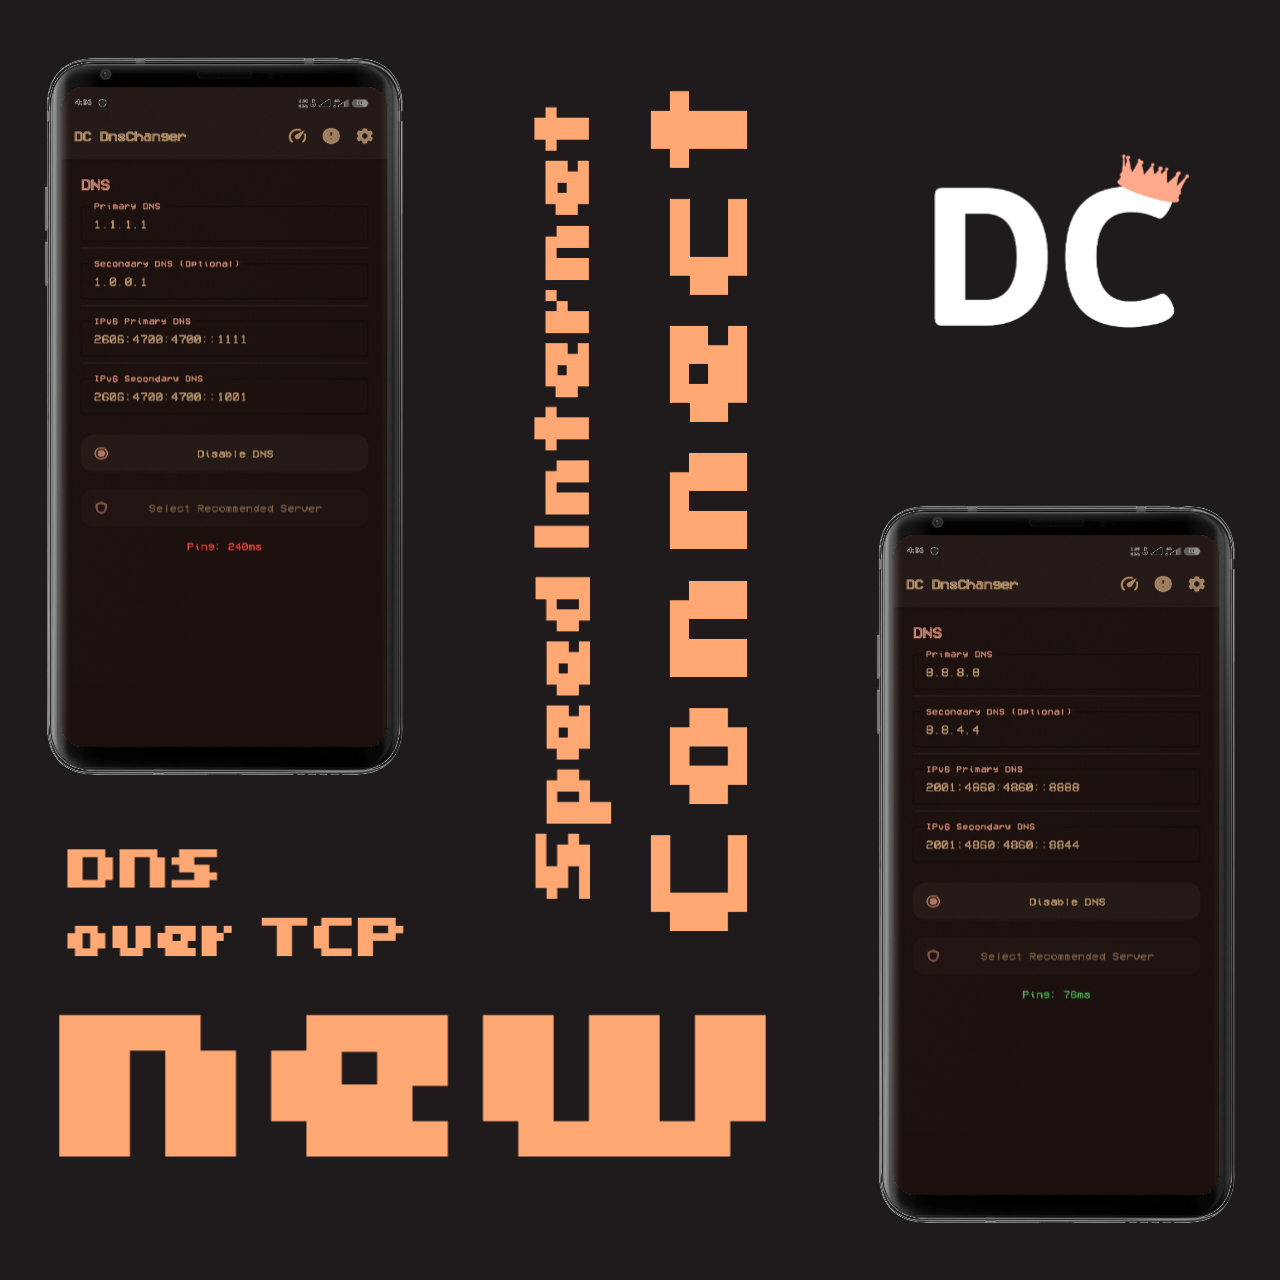 4:36
DC DnsChanger
DNS
Primary DNS
1.1.1.1
Secondary DNS (Optional)
1.0.0.1
IPv6 Primary DNS
2606:4700:4700::1111
IPv6 Secondary DNS
2606:4700:4700::1001
Disable DNS
Select Recommended Server
Ping: 240ms
Speed Internet
Connect
DC
DNS
over TCP
new
4:36
DC DnsChanger
DNS
Primary DNS
8.8.8.8
Secondary DNS (Optional)
8.8.4.4
IPv6 Primary DNS
2001:4860:4860::8888
IPv6 Secondary DNS
2001:4860:4860::8844
Disable DNS
Select Recommended Server
Ping: 76ms